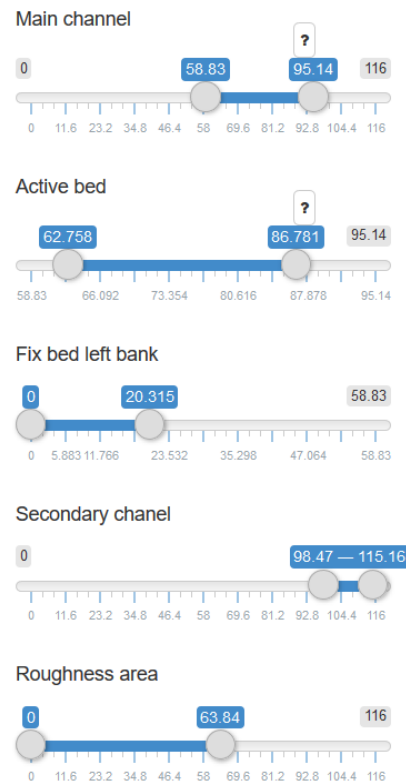 Main channel
?
0 58.83 95.14 116
0 11.6 23.2 34.8 46.4 58 69.6 81.2 92.8 104.4 116
Active bed
?
62.758 86.781 95.14
58.83 66.092 73.354 80.616 87.878 95.14
Fix bed left bank
0 20.315 58.83
0 5.883 11.766 23.532 35.298 47.064 58.83
Secondary chanel
0 98.47 — 115.16
0 11.6 23.2 34.8 46.4 58 69.6 81.2 92.8 104.4 116
Roughness area
0 63.84 116
0 11.6 23.2 34.8 46.4 58 69.6 81.2 92.8 104.4 116